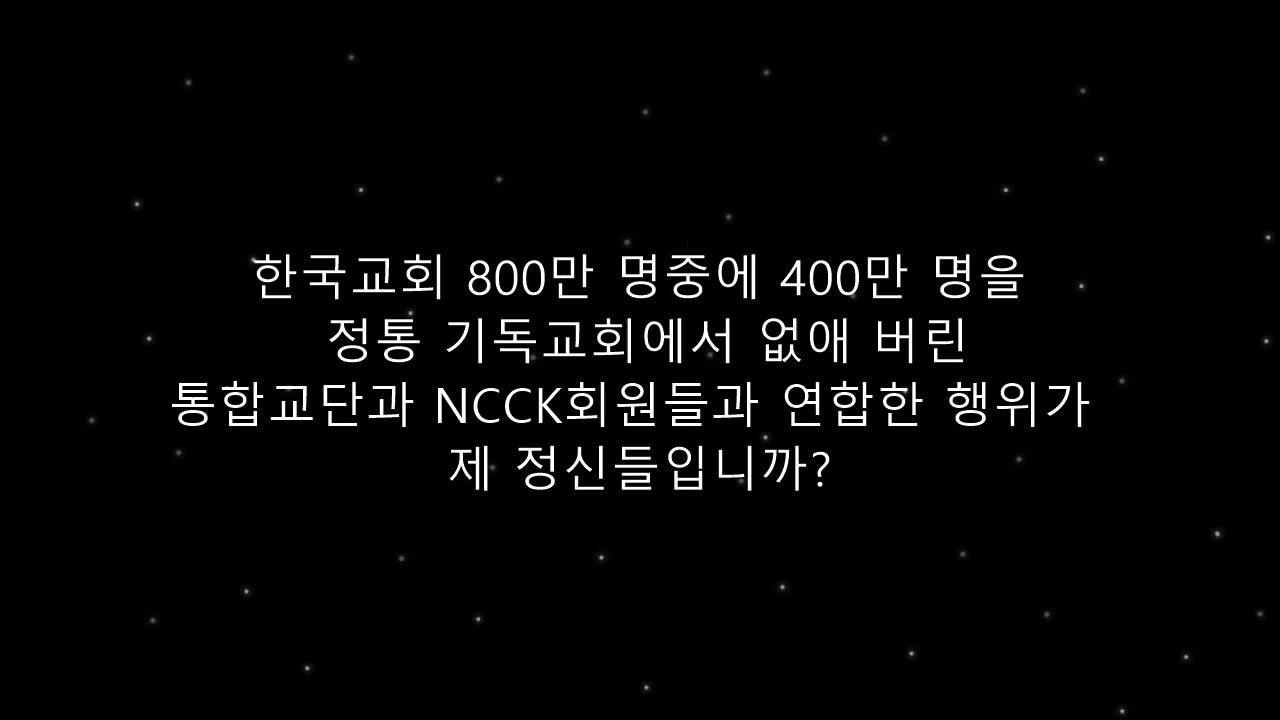 한국교회 800만 명중에 400만 명을
정통 기독교회에서 없애 버린
통합교단과 NCCK회원들과 연합한 행위가
제 정신들입니까?